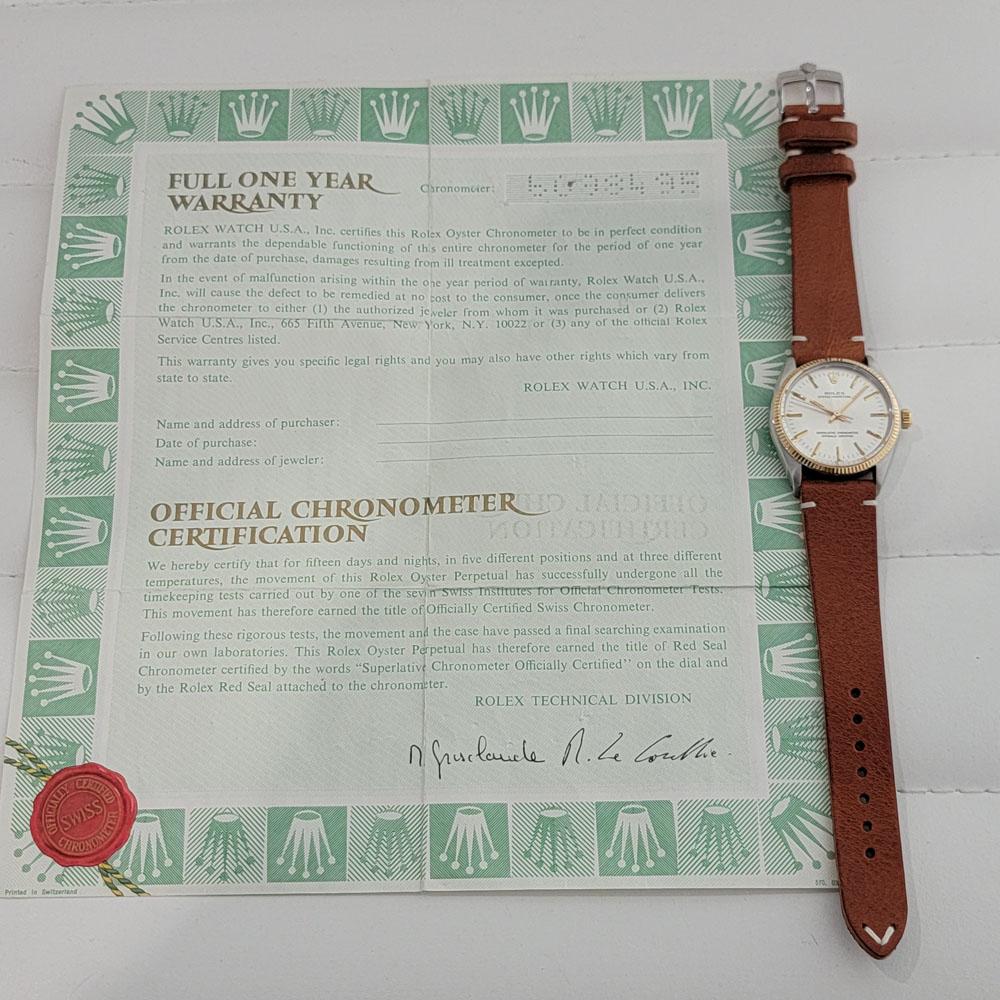 FULL ONE YEAR
WARRANTY
Chronometer:
ROLEX WATCH U.S.A., Inc. certifies this Rolex Oyster Chronometer to be in perfect condition
and warrants the dependable functioning of this entire chronometer for the period of one year
from the date of purchase, damages resulting from ill treatment excepted.
In the event of malfunction arising within the one year period of warranty, Rolex Watch U.S.A.,
Inc. will cause the defect to be remedied at no cost to the consumer, once the consumer delivers
the chronometer to either (1) the authorized jeweler from whom it was purchased or (2) Rolex
Watch U.S.A., Inc., 665 Fifth Avenue, New York, N.Y. 10022 or (3) any of the official Rolex
Service Centres listed.
This warranty gives you specific legal rights and you may also have other rights which vary from
state to state.
ROLEX WATCH U.S.A., INC.
Name and address of purchaser:
Date of purchase:
Name and address of jeweler:
OFFICIAL CHRONOMETER
CERTIFICATION
We hereby certify that for fifteen days and nights, in five different positions and at three different
temperatures, the movement of this Rolex Oyster Perpetual has successfully undergone all the
timekeeping tests carried out by one of the seven Swiss Institutes for Official Chronometer Tests.
This movement has therefore earned the title of Officially Certified Swiss Chronometer.
Following these rigorous tests, the movement and the case have passed a final searching examination
in our own laboratories. This Rolex Oyster Perpetual has therefore earned the title of Red Seal
Chronometer certified by the words “Superlative Chronometer Officially Certified” on the dial and
by the Rolex Red Seal attached to the chronometer.
ROLEX TECHNICAL DIVISION
OFFICIALLY CERTIFIED
SWISS
CHRONOMETER
Printed in Switzerland
ROLEX
OYSTER PERPETUAL
SUPERLATIVE CHRONOMETER
OFFICIALLY CERTIFIED